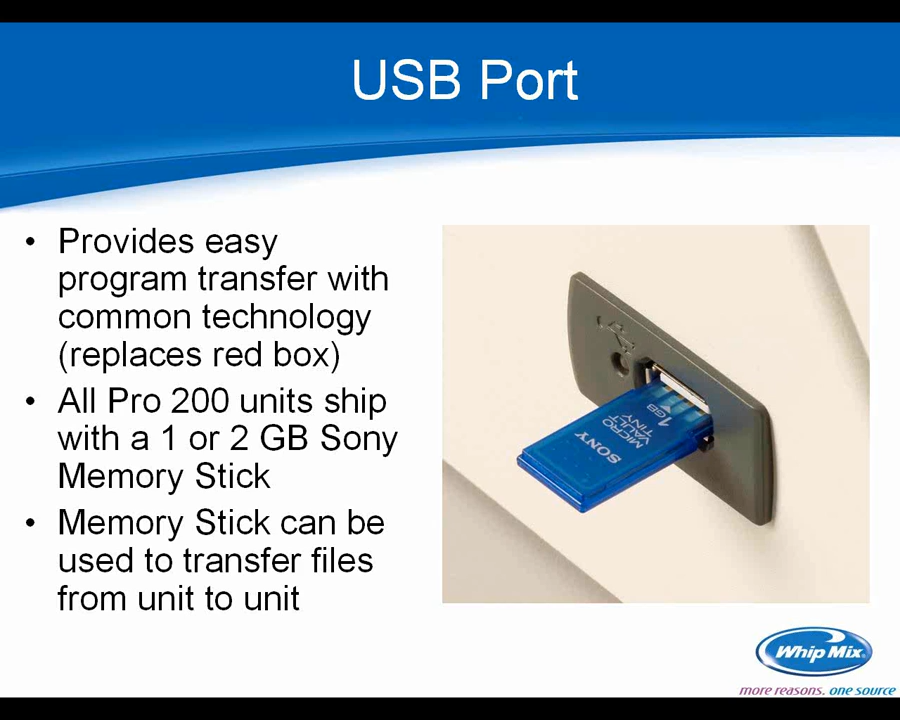 USB Port
• Provides easy
program transfer with
common technology
(replaces red box)
• All Pro 200 units ship
with a 1 or 2 GB Sony
Memory Stick
• Memory Stick can be
used to transfer files
from unit to unit
1GB
MICRO
VAULT
TINY
SONY
Whip Mix®
more reasons. one source